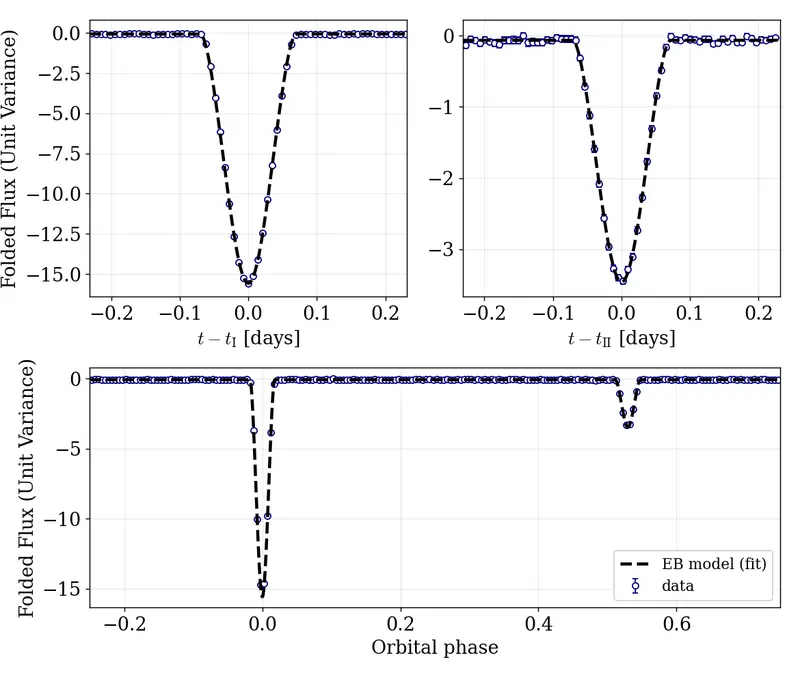 Folded Flux (Unit Variance)
0.0
−2.5
−5.0
−7.5
−10.0
−12.5
−15.0
−0.2 −0.1 0.0 0.1 0.2
t − tI [days]
0
−1
−2
−3
−0.2 −0.1 0.0 0.1 0.2
t − tII [days]
Folded Flux (Unit Variance)
0
−5
−10
−15
EB model (fit)
data
−0.2 0.0 0.2 0.4 0.6
Orbital phase